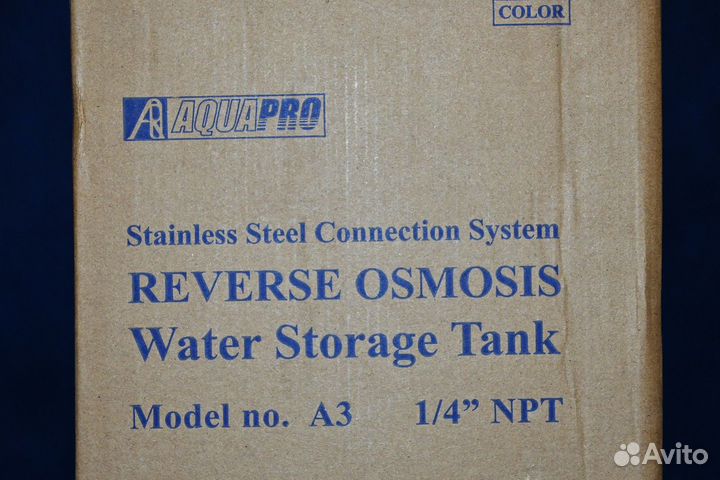 COLOR
AQUAPRO
Stainless Steel Connection System
REVERSE OSMOSIS
Water Storage Tank
Model no. A3 1/4” NPT
Avito